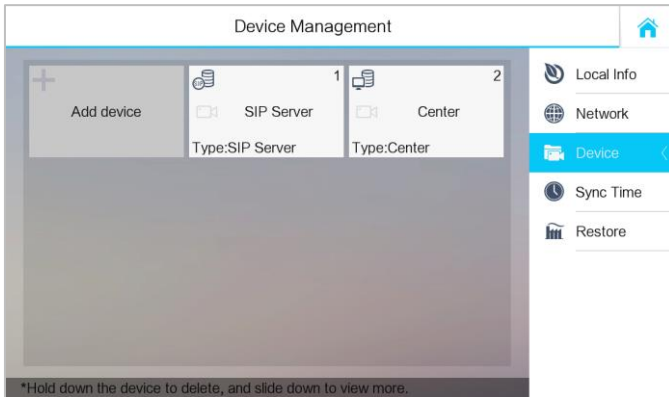 Device Management
Add device
1
SIP
SIP Server
Type:SIP Server
2
Center
Type:Center
Local Info
Network
Device
Sync Time
Restore
*Hold down the device to delete, and slide down to view more.